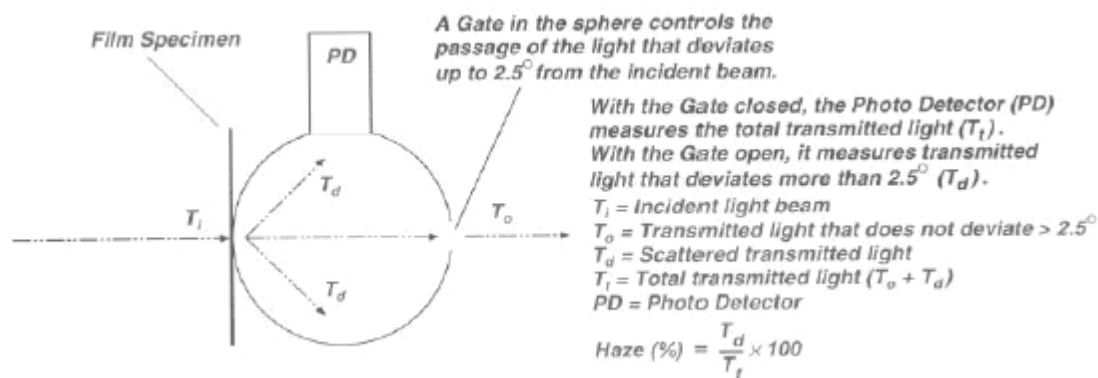 Film Specimen
PD
A Gate in the sphere controls the
passage of the light that deviates
up to 2.5° from the incident beam.
With the Gate closed, the Photo Detector (PD)
measures the total transmitted light (Tt).
With the Gate open, it measures transmitted
light that deviates more than 2.5° (Td).
Ti = Incident light beam
To = Transmitted light that does not deviate > 2.5°
Td = Scattered transmitted light
Tt = Total transmitted light (To + Td)
PD = Photo Detector
Haze (%) = Td/Tt × 100
Ti
Td
To
Td